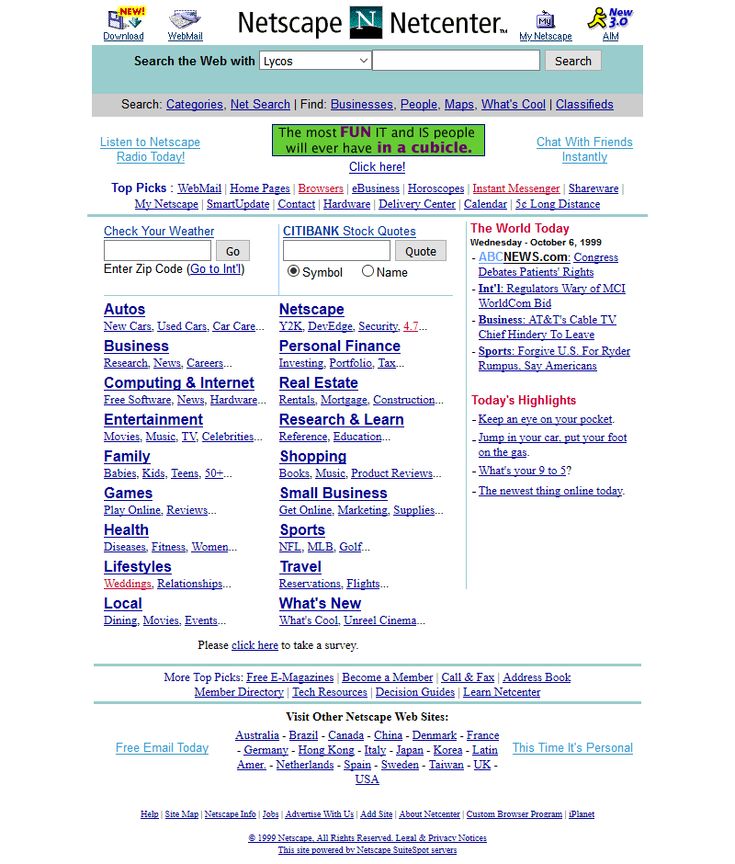 NEW!
Download
WebMail
Netscape N Netcenter™
My
My Netscape
New 3.0
AIM
Search the Web with Lycos Search
Search: Categories, Net Search | Find: Businesses, People, Maps, What's Cool | Classifieds
Listen to Netscape
Radio Today!
The most FUN IT and IS people
will ever have in a cubicle.
Click here!
Chat With Friends
Instantly
Top Picks : WebMail | Home Pages | Browsers | eBusiness | Horoscopes | Instant Messenger | Shareware |
My Netscape | SmartUpdate | Contact | Hardware | Delivery Center | Calendar | 5¢ Long Distance
Check Your Weather
Go
Enter Zip Code (Go to Int'l)
CITIBANK Stock Quotes
Quote
Symbol Name
Autos
New Cars, Used Cars, Car Care...
Business
Research, News, Careers...
Computing & Internet
Free Software, News, Hardware...
Entertainment
Movies, Music, TV, Celebrities...
Family
Babies, Kids, Teens, 50+...
Games
Play Online, Reviews...
Health
Diseases, Fitness, Women...
Lifestyles
Weddings, Relationships...
Local
Dining, Movies, Events...
Netscape
Y2K, DevEdge, Security, 4.7...
Personal Finance
Investing, Portfolio, Tax...
Real Estate
Rentals, Mortgage, Construction...
Research & Learn
Reference, Education...
Shopping
Books, Music, Product Reviews...
Small Business
Get Online, Marketing, Supplies...
Sports
NFL, MLB, Golf...
Travel
Reservations, Flights...
What's New
What's Cool, Unreel Cinema...
The World Today
Wednesday - October 6, 1999
- ABCNEWS.com: Congress
Debates Patients' Rights
- Int'l: Regulators Wary of MCI
WorldCom Bid
- Business: AT&T's Cable TV
Chief Hindery To Leave
- Sports: Forgive U.S. For Ryder
Rumpus, Say Americans
Today's Highlights
- Keep an eye on your pocket.
- Jump in your car, put your foot
on the gas.
- What's your 9 to 5?
- The newest thing online today.
Please click here to take a survey.
More Top Picks: Free E-Magazines | Become a Member | Call & Fax | Address Book
Member Directory | Tech Resources | Decision Guides | Learn Netcenter
Visit Other Netscape Web Sites:
Free Email Today
Australia - Brazil - Canada - China - Denmark - France
- Germany - Hong Kong - Italy - Japan - Korea - Latin
Amer. - Netherlands - Spain - Sweden - Taiwan - UK -
USA
This Time It's Personal
Help | Site Map | Netscape Info | Jobs | Advertise With Us | Add Site | About Netcenter | Custom Browser Program | iPlanet
© 1999 Netscape, All Rights Reserved. Legal & Privacy Notices
This site powered by Netscape SuiteSpot servers